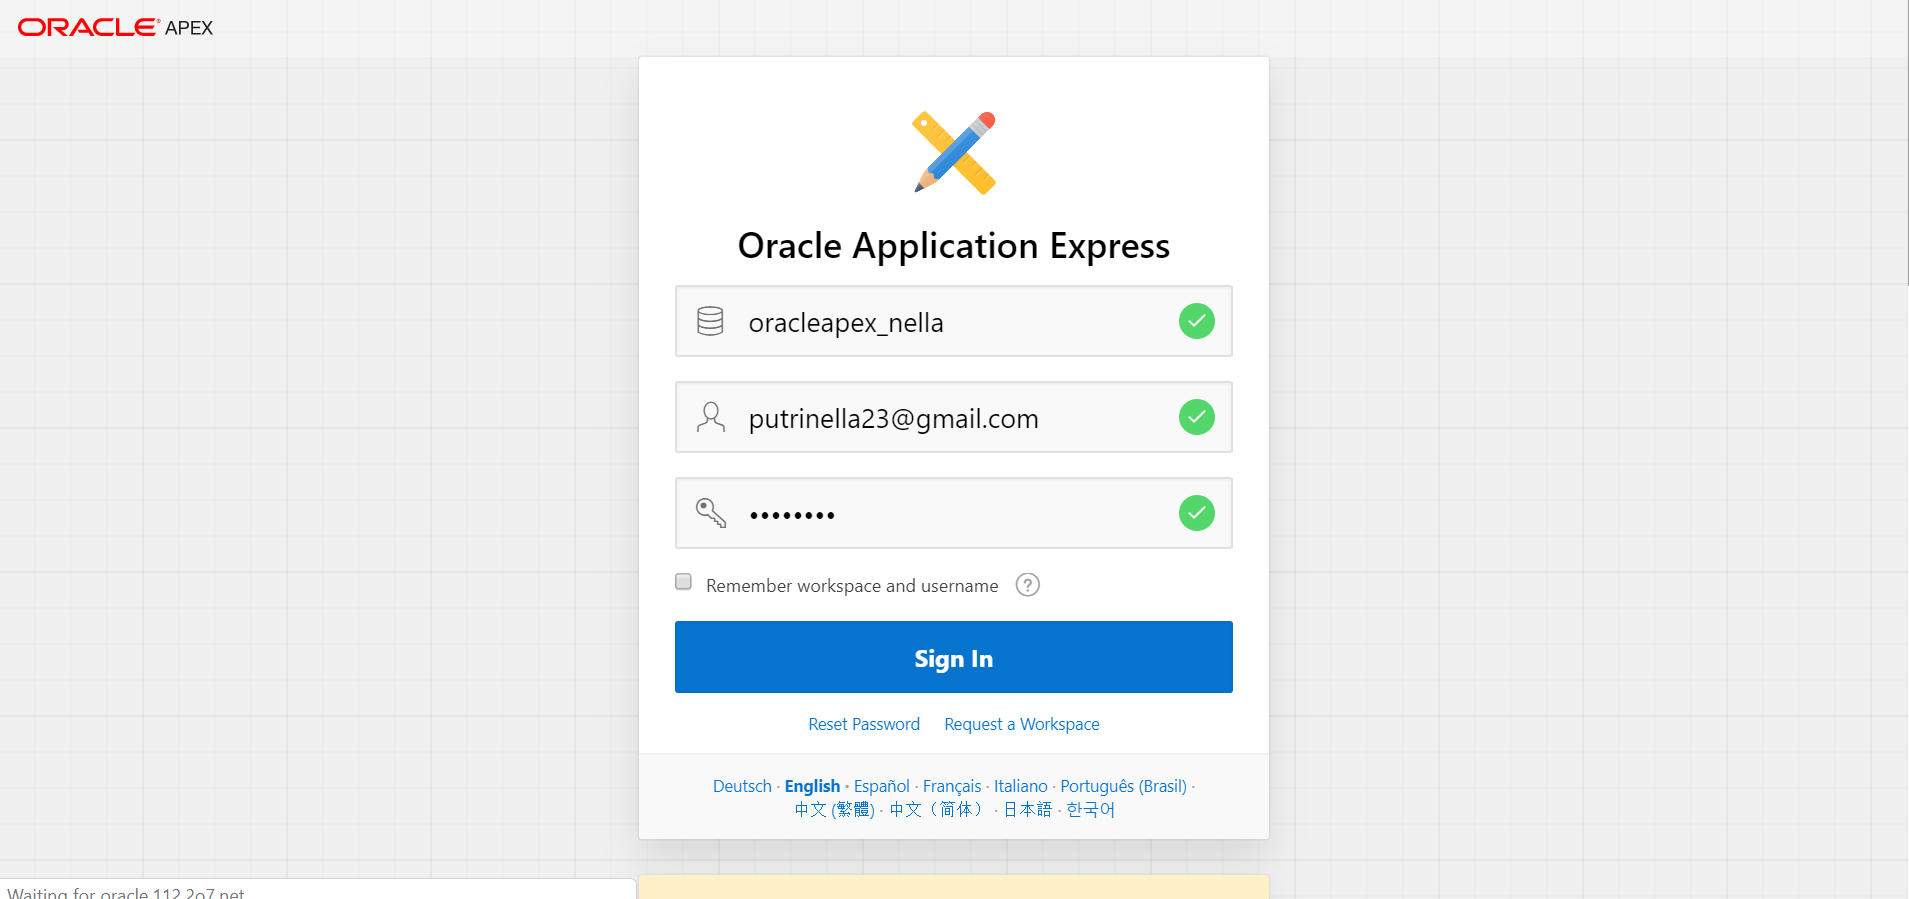 ORACLE® APEX
Oracle Application Express
oracleapex_nella
putrinella23@gmail.com
••••••••
Remember workspace and username ?
Sign In
Reset Password Request a Workspace
Deutsch · English · Español · Français · Italiano · Português (Brasil) ·
中文 (繁體) · 中文（简体） · 日本語 · 한국어
Waiting for oracle.112.2o7.net